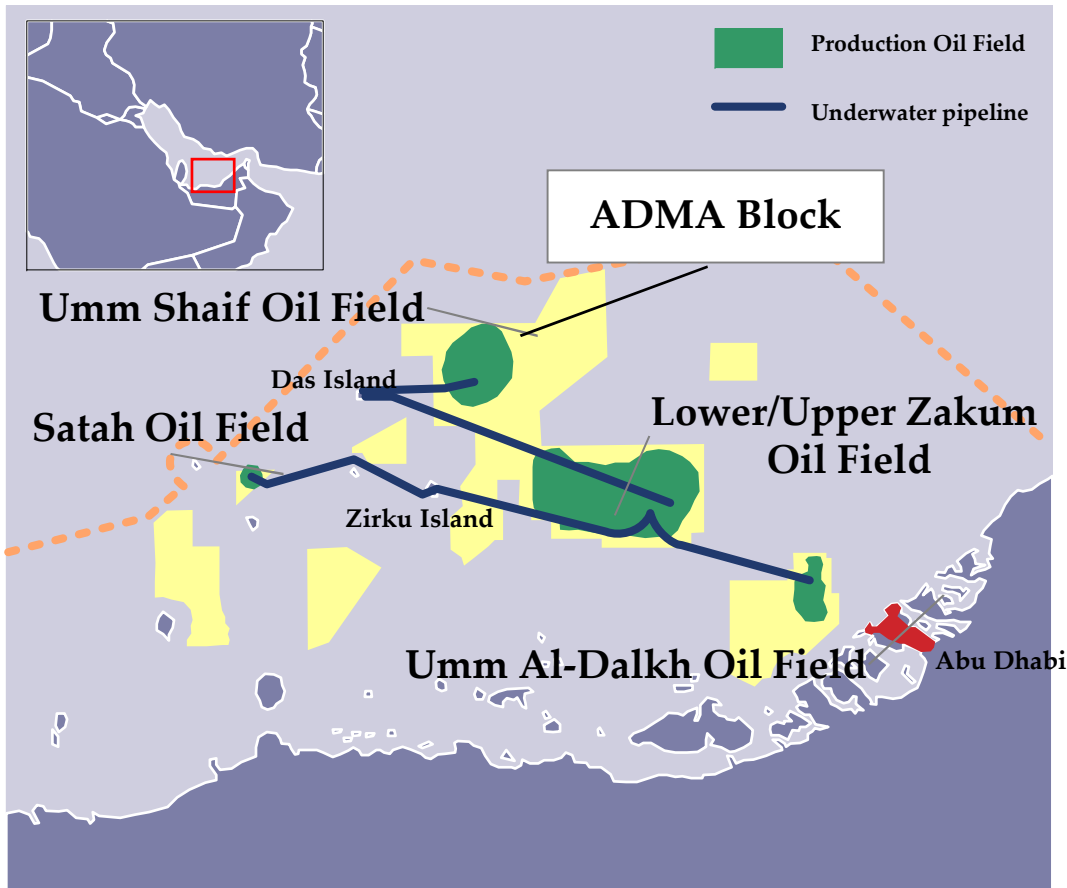 Production Oil Field
Underwater pipeline
ADMA Block
Umm Shaif Oil Field
Das Island
Satah Oil Field
Lower/Upper Zakum
Oil Field
Zirku Island
Umm Al-Dalkh Oil Field
Abu Dhabi